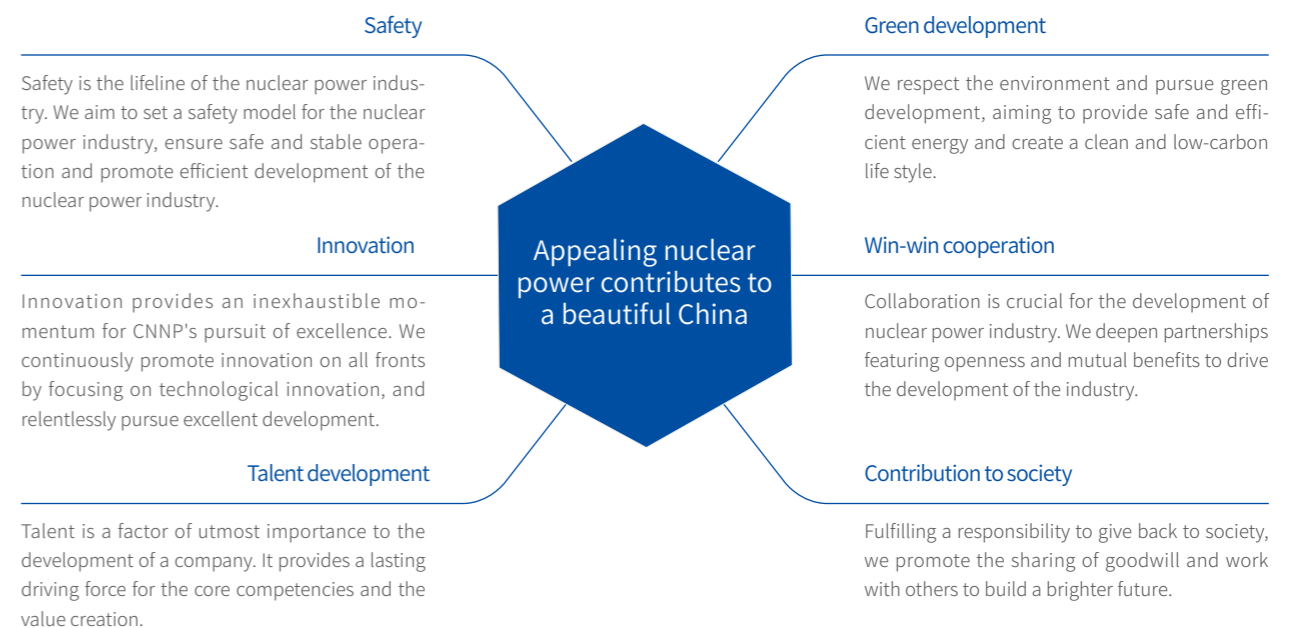 Safety
Safety is the lifeline of the nuclear power indus-
try. We aim to set a safety model for the nuclear
power industry, ensure safe and stable opera-
tion and promote efficient development of the
nuclear power industry.
Innovation
Innovation provides an inexhaustible mo-
mentum for CNNP's pursuit of excellence. We
continuously promote innovation on all fronts
by focusing on technological innovation, and
relentlessly pursue excellent development.
Talent development
Talent is a factor of utmost importance to the
development of a company. It provides a lasting
driving force for the core competencies and the
value creation.
Appealing nuclear
power contributes to
a beautiful China
Green development
We respect the environment and pursue green
development, aiming to provide safe and effi-
cient energy and create a clean and low-carbon
life style.
Win-win cooperation
Collaboration is crucial for the development of
nuclear power industry. We deepen partnerships
featuring openness and mutual benefits to drive
the development of the industry.
Contribution to society
Fulfilling a responsibility to give back to society,
we promote the sharing of goodwill and work
with others to build a brighter future.